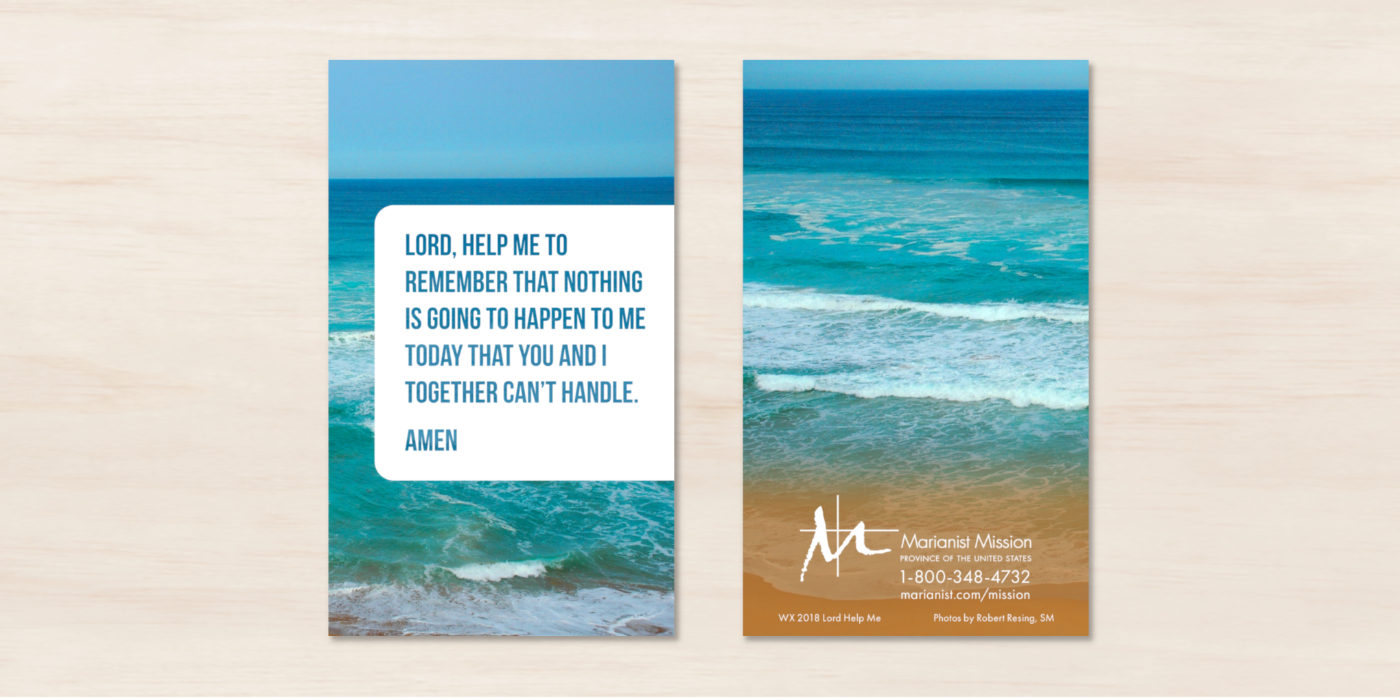 LORD, HELP ME TO
REMEMBER THAT NOTHING
IS GOING TO HAPPEN TO ME
TODAY THAT YOU AND I
TOGETHER CAN'T HANDLE.
AMEN
Marianist Mission
PROVINCE OF THE UNITED STATES
1-800-348-4732
marianist.com/mission
WX 2018 Lord Help Me
Photos by Robert Resing, SM